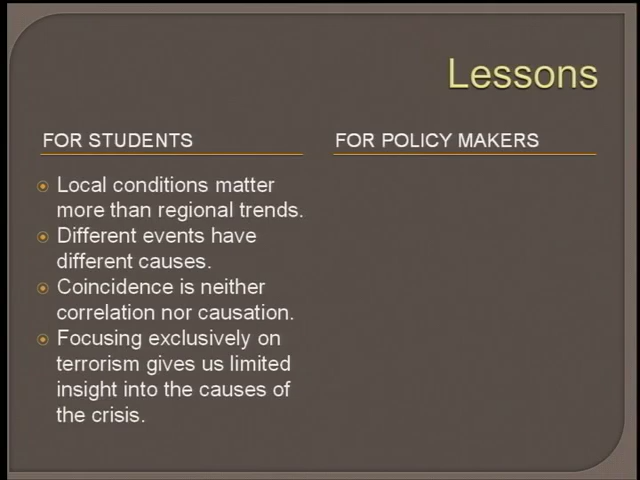 Lessons
FOR STUDENTS
Local conditions matter
more than regional trends.
Different events have
different causes.
Coincidence is neither
correlation nor causation.
Focusing exclusively on
terrorism gives us limited
insight into the causes of
the crisis.
FOR POLICY MAKERS